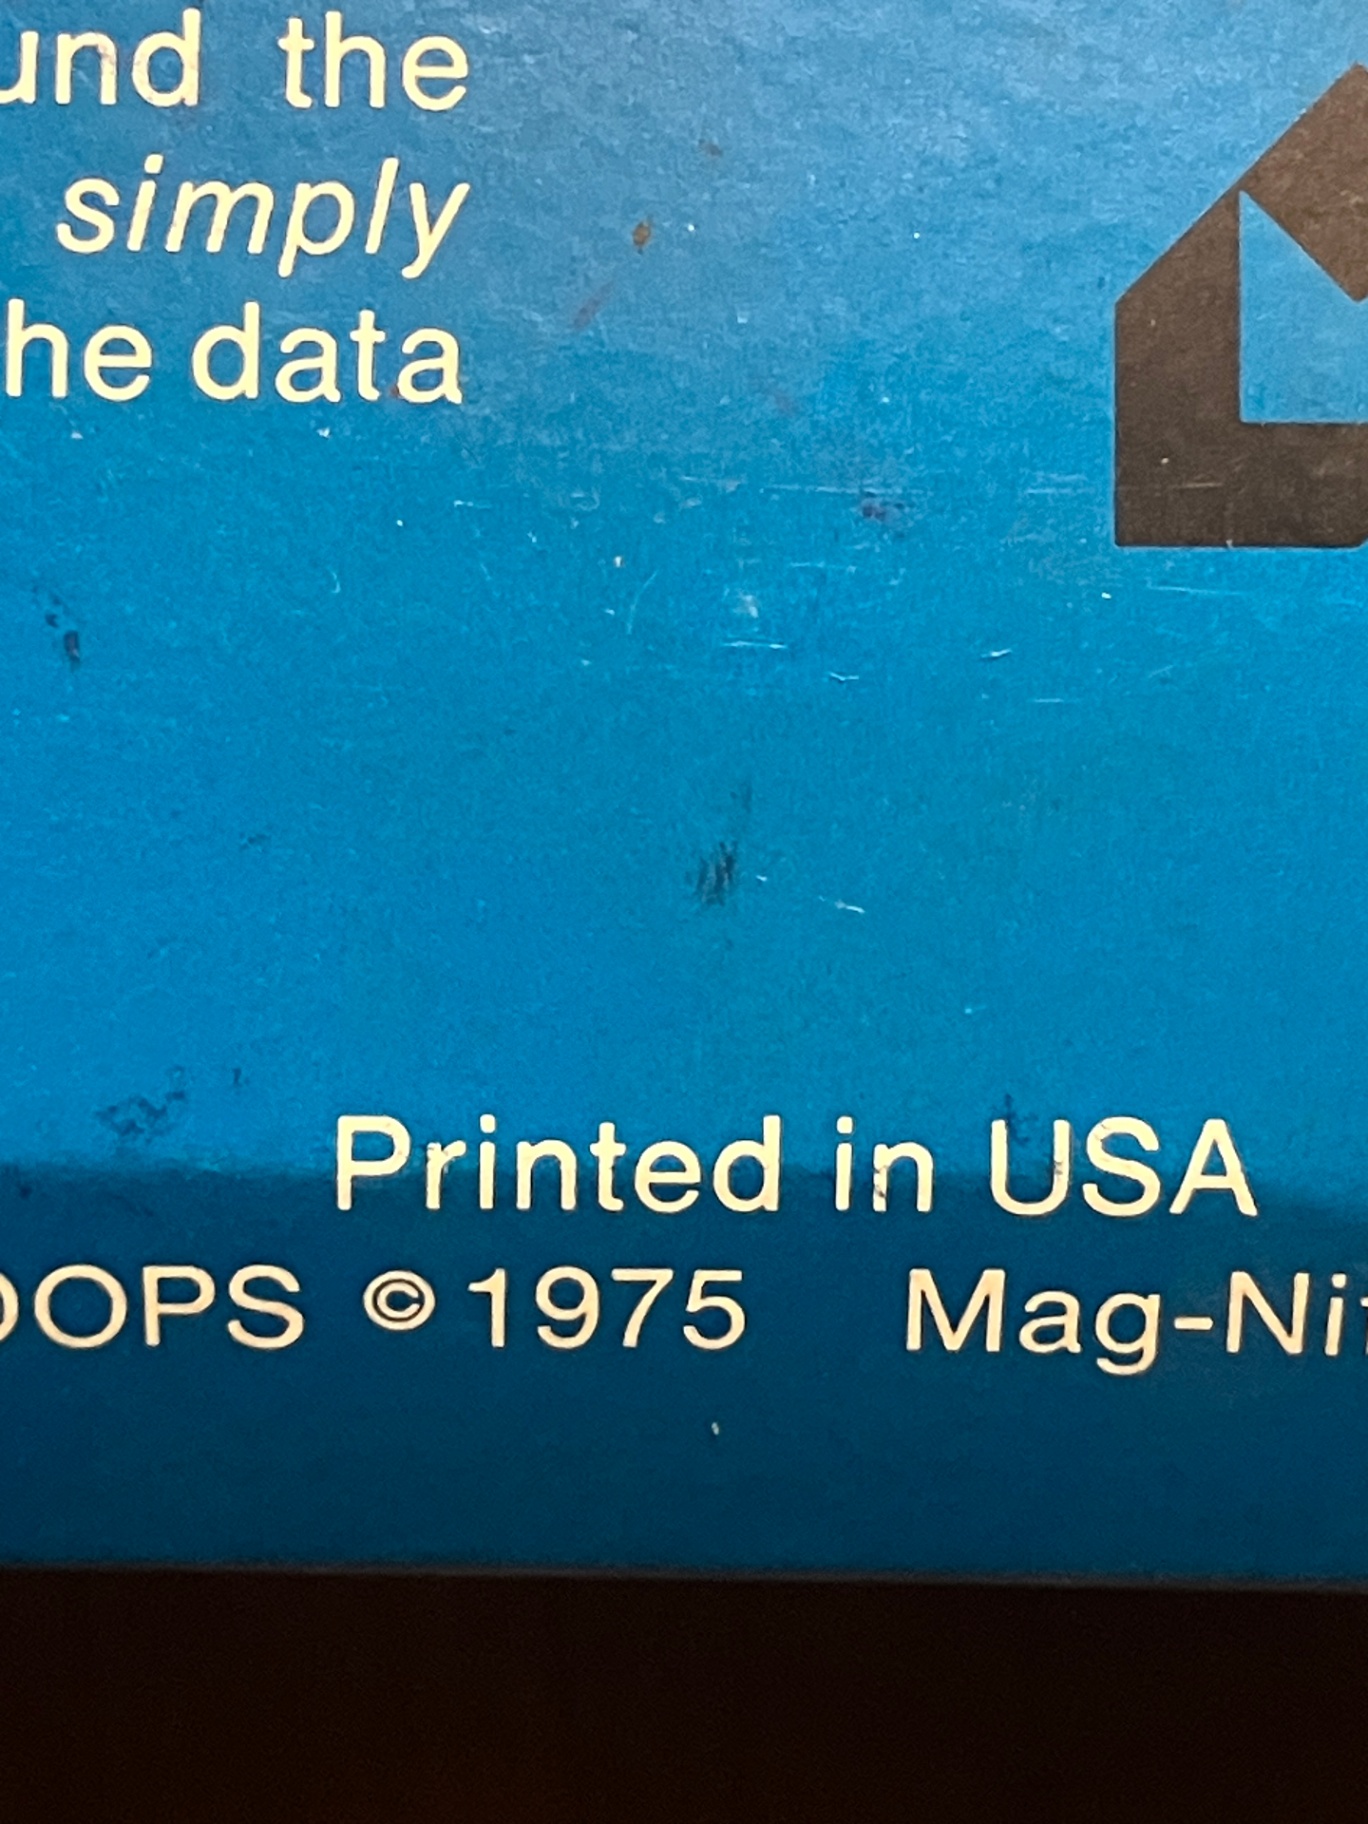 und the
simply
he data
Printed in USA
OOPS ©1975 Mag-Ni